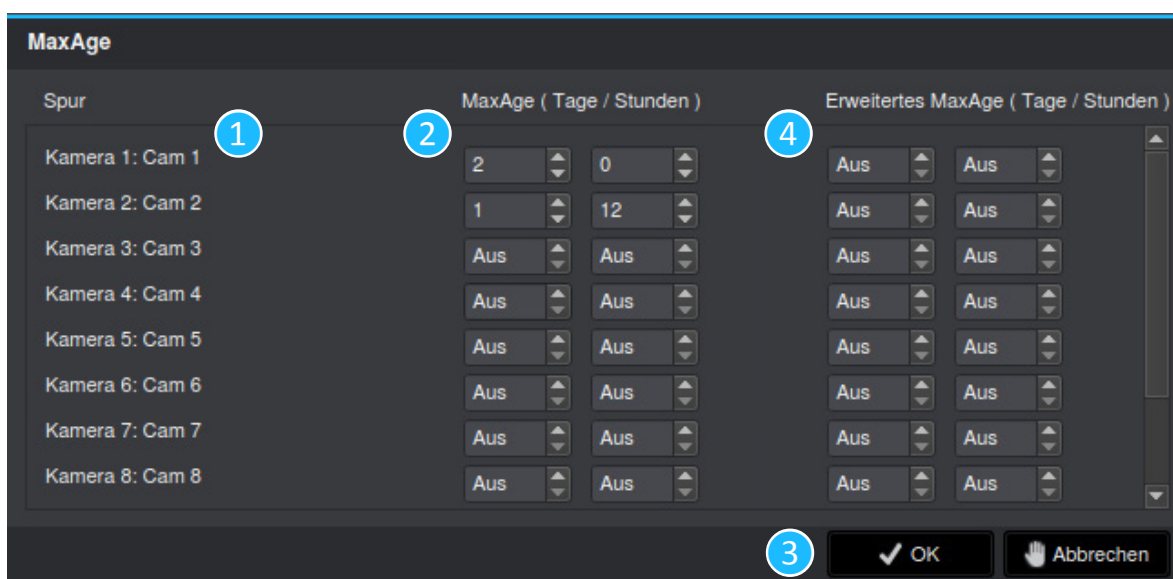 MaxAge
Spur MaxAge ( Tage / Stunden ) Erweitertes MaxAge ( Tage / Stunden )
1 2 4
Kamera 1: Cam 1 2 0 Aus Aus
Kamera 2: Cam 2 1 12 Aus Aus
Kamera 3: Cam 3 Aus Aus Aus Aus
Kamera 4: Cam 4 Aus Aus Aus Aus
Kamera 5: Cam 5 Aus Aus Aus Aus
Kamera 6: Cam 6 Aus Aus Aus Aus
Kamera 7: Cam 7 Aus Aus Aus Aus
Kamera 8: Cam 8 Aus Aus Aus Aus
3 OK Abbrechen